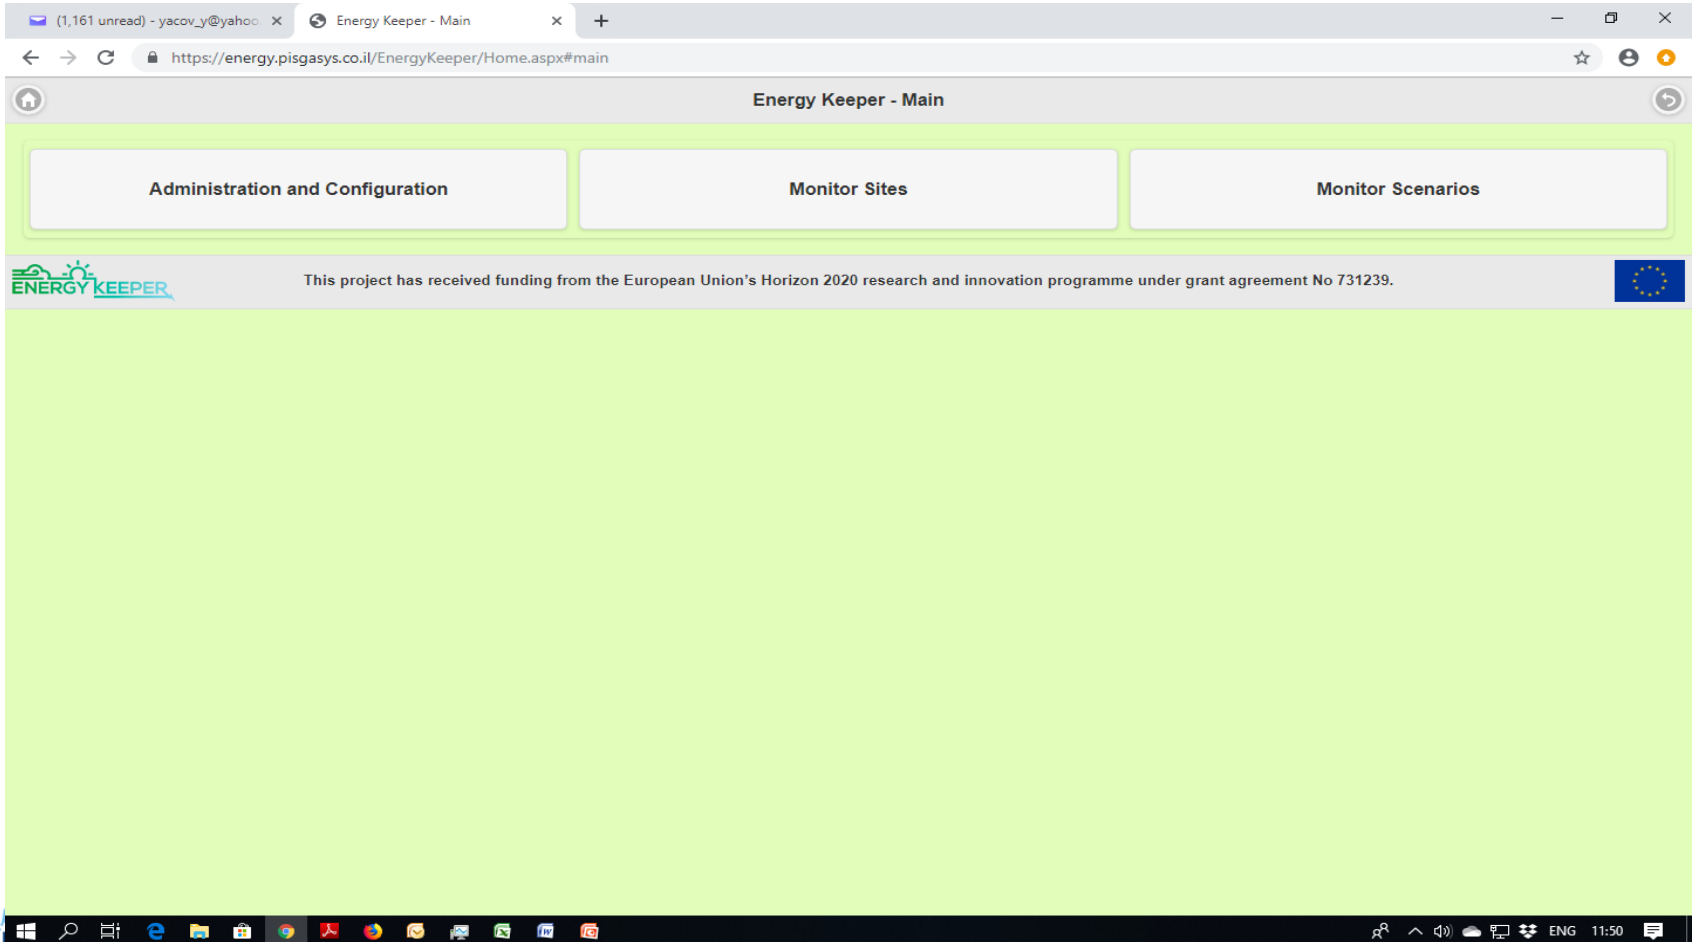 (1,161 unread) - yacov_y@yahoo.
Energy Keeper - Main
https://energy.pisgasys.co.il/EnergyKeeper/Home.aspx#main
Energy Keeper - Main
Administration and Configuration
Monitor Sites
Monitor Scenarios
ENERGY KEEPER
This project has received funding from the European Union’s Horizon 2020 research and innovation programme under grant agreement No 731239.
ENG 11:50